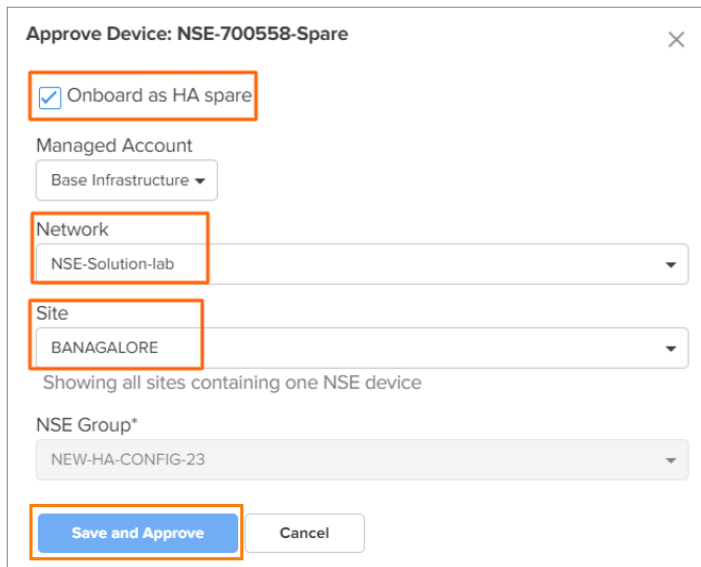 Approve Device: NSE-700558-Spare
Onboard as HA spare
Managed Account
Base Infrastructure
Network
NSE-Solution-lab
Site
BANAGALORE
Showing all sites containing one NSE device
NSE Group*
NEW-HA-CONFIG-23
Save and Approve Cancel